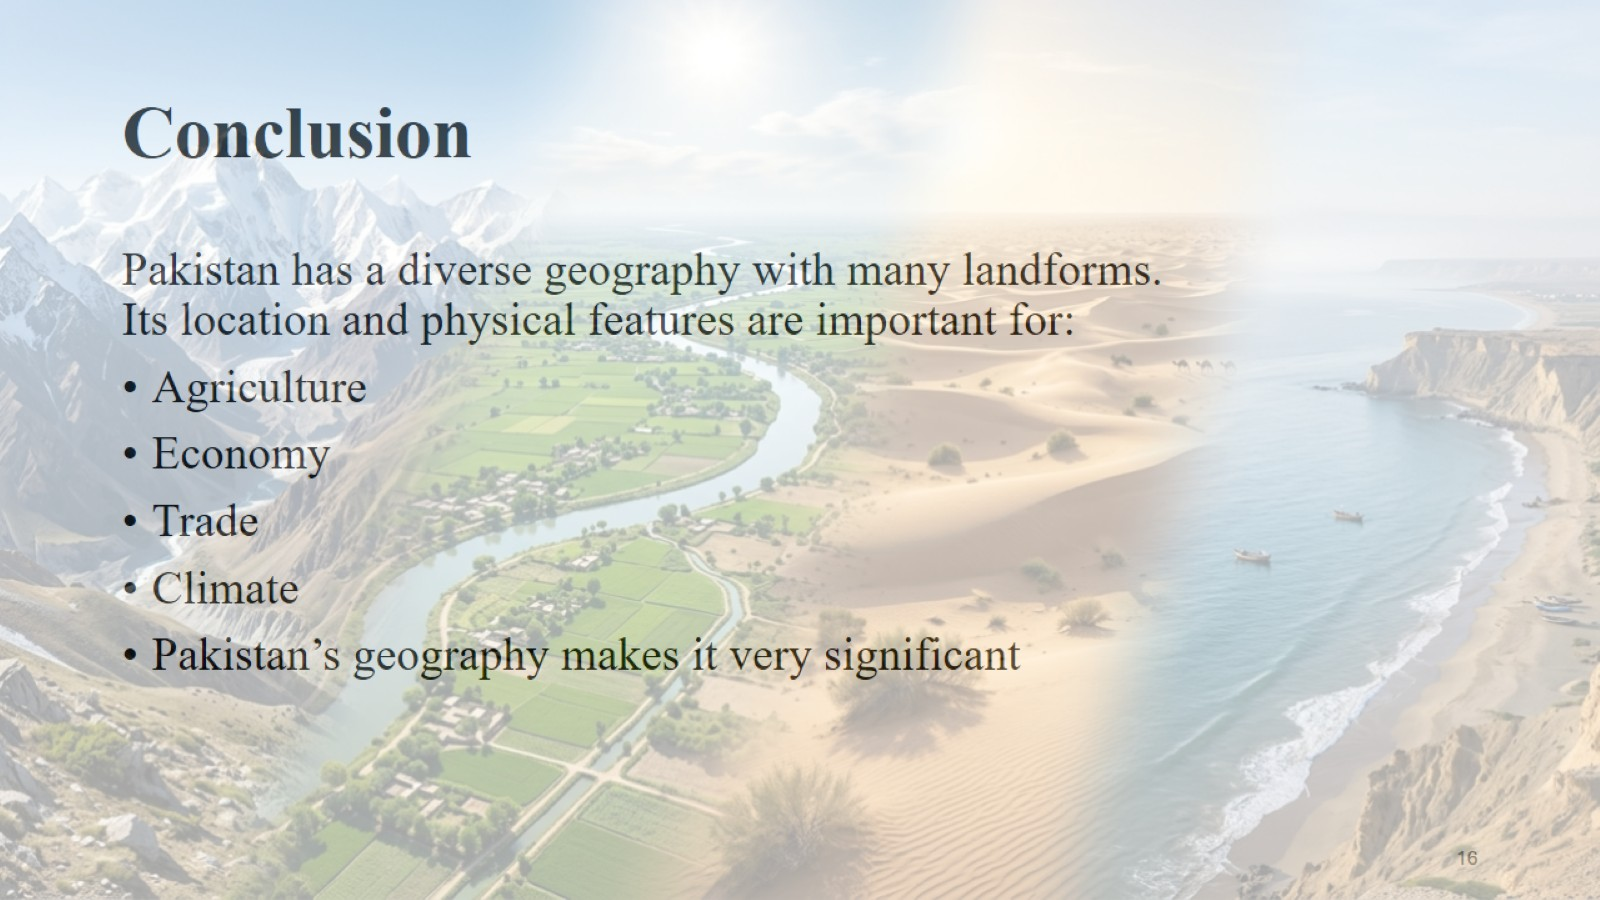 Conclusion
Pakistan has a diverse geography with many landforms.
Its location and physical features are important for:
• Agriculture
• Economy
• Trade
• Climate
• Pakistan’s geography makes it very significant
16